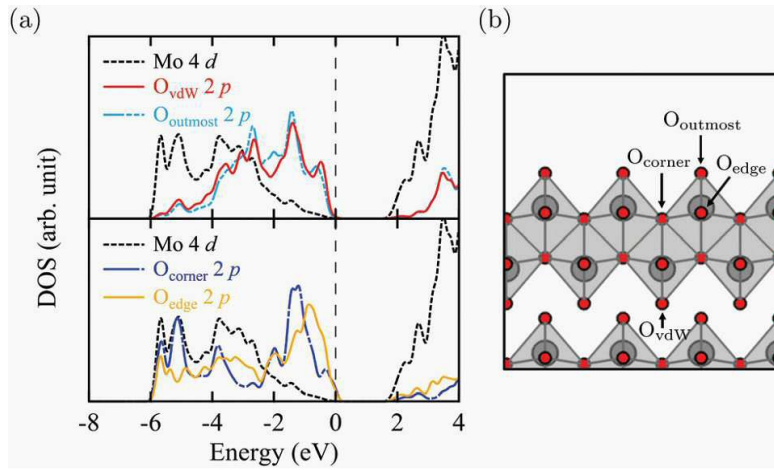 (a)
Mo 4 d
OvdW 2 p
Ooutmost 2 p
Mo 4 d
Ocorner 2 p
Oedge 2 p
DOS (arb. unit)
-8 -6 -4 -2 0 2 4
Energy (eV)
(b)
Ooutmost
Ocorner
Oedge
OvdW